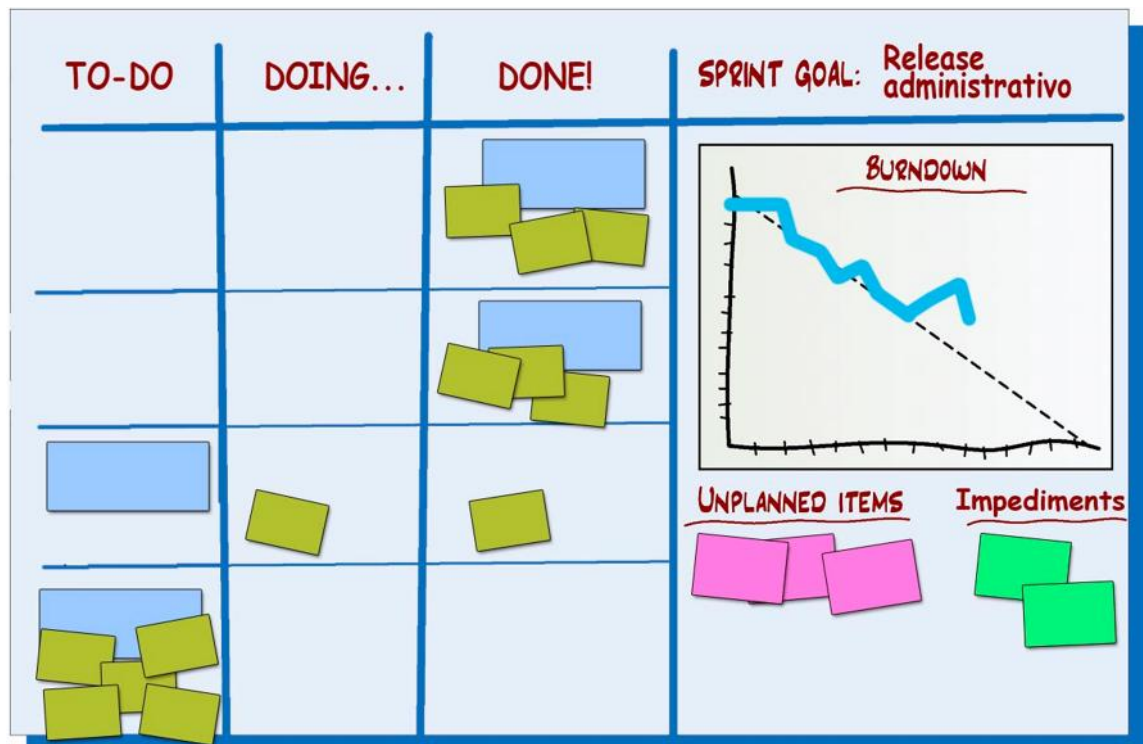 TO-DO
DOING...
DONE!
SPRINT GOAL:
Release
administrativo
BURNDOWN
UNPLANNED ITEMS
Impediments